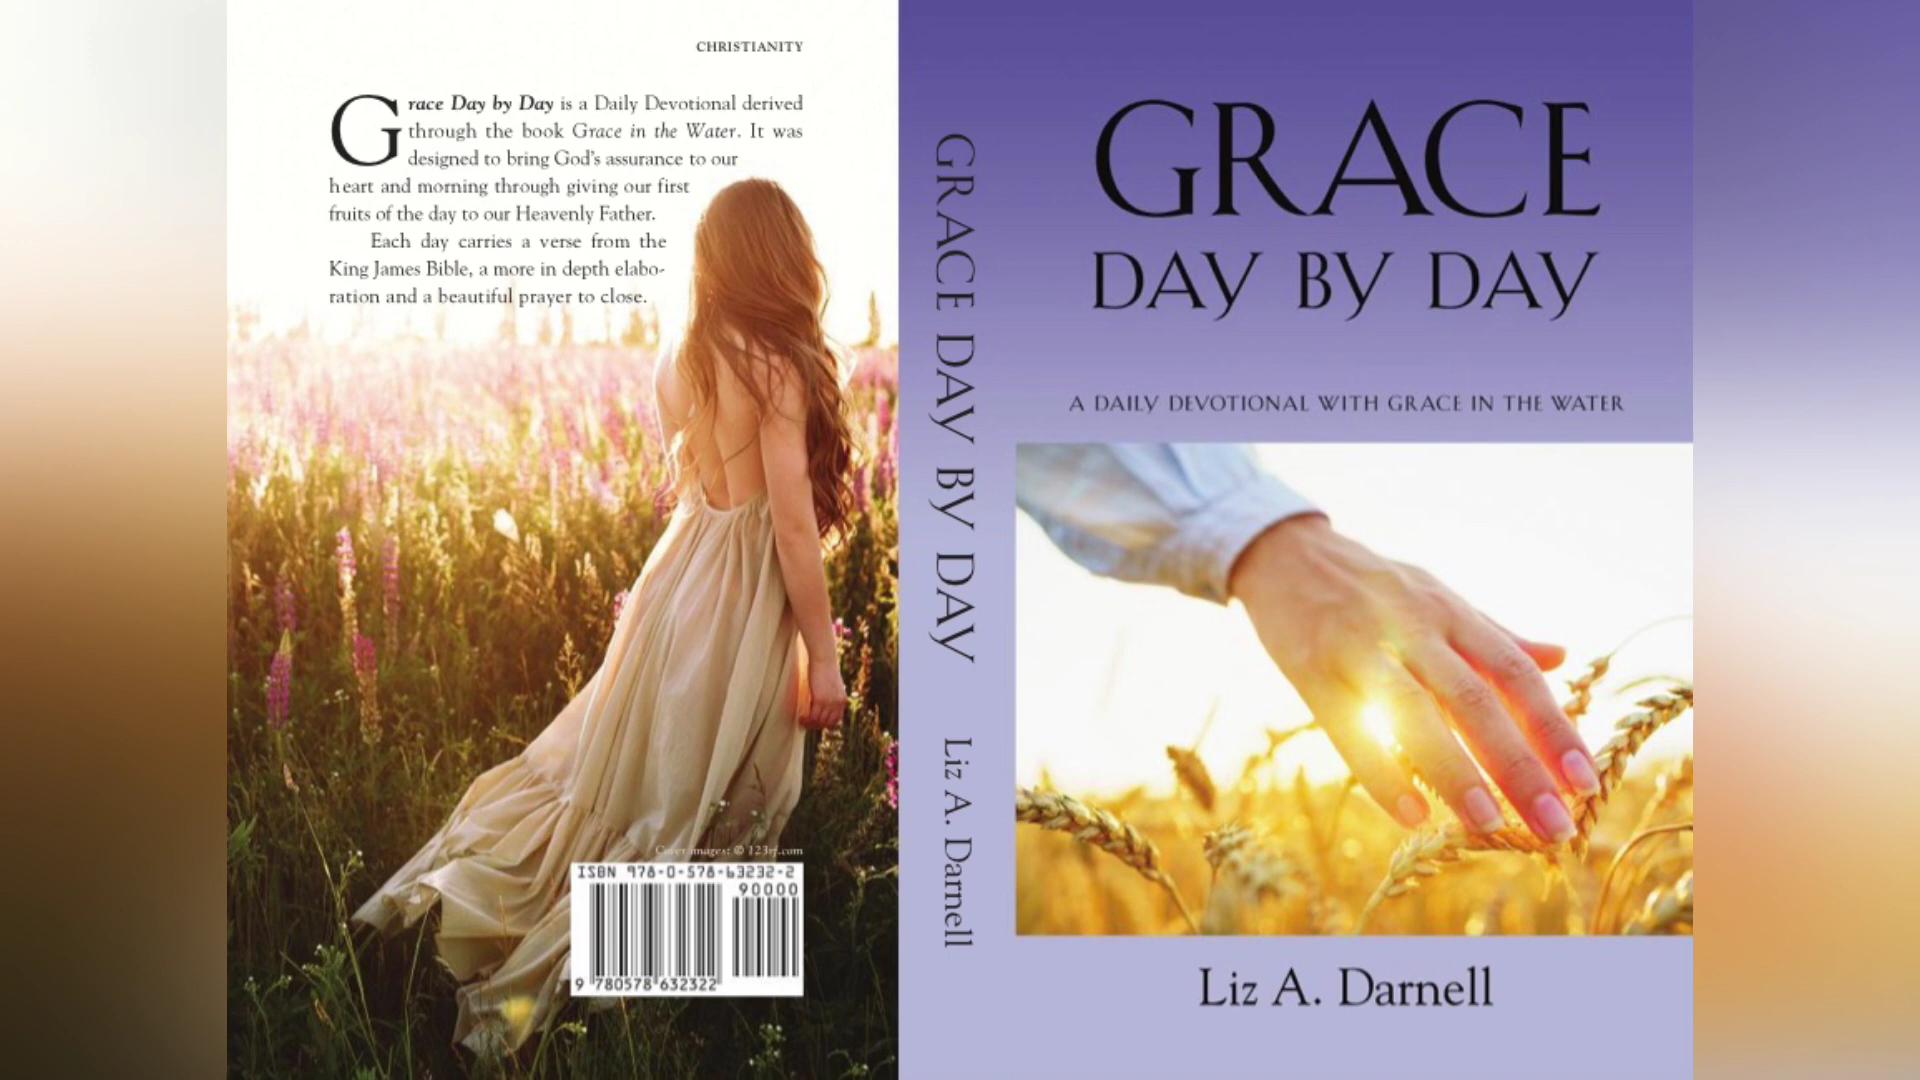 CHRISTIANITY
Grace Day by Day is a Daily Devotional derived
through the book Grace in the Water. It was
designed to bring God's assurance to our
heart and morning through giving our first
fruits of the day to our Heavenly Father.
Each day carries a verse from the
King James Bible, a more in depth elabo-
ration and a beautiful prayer to close.
Cover images: © 123rf.com
ISBN 978-0-578-63232-2
90000
9 780578 632322
GRACE DAY BY DAY Liz A. Darnell
GRACE
DAY BY DAY
A DAILY DEVOTIONAL WITH GRACE IN THE WATER
Liz A. Darnell